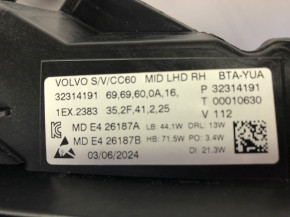 VOLVO S/V/CC60 MID LHD RH BTA-YUA
32314191 69,69,60,0A,16, P 32314191
1EX.2383 35,2F,41,2,25 T 00010630
V 112
MD E4 26187A LB: 44,1W DRL: 13W
MD E4 26187B HB: 71.5W PO: 3.4W
03/06/2024 DI: 21.3W